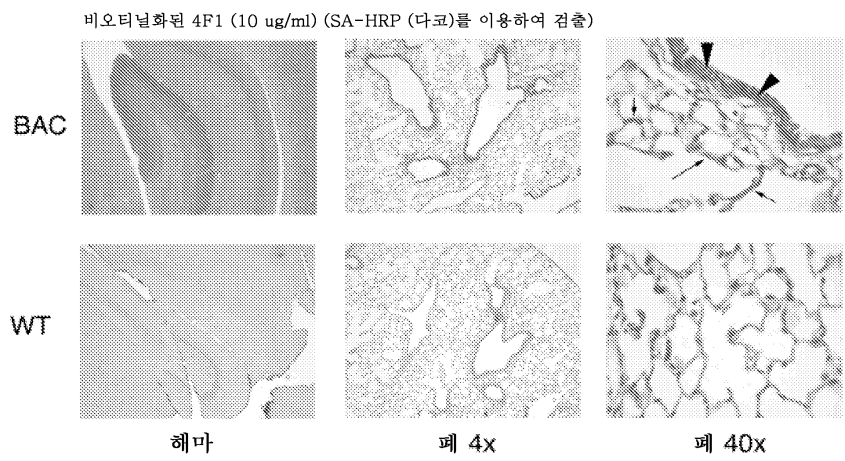 비오티닐화된 4F1 (10 ug/ml) (SA-HRP (다코)를 이용하여 검출)
BAC
WT
해마 폐 4x 폐 40x